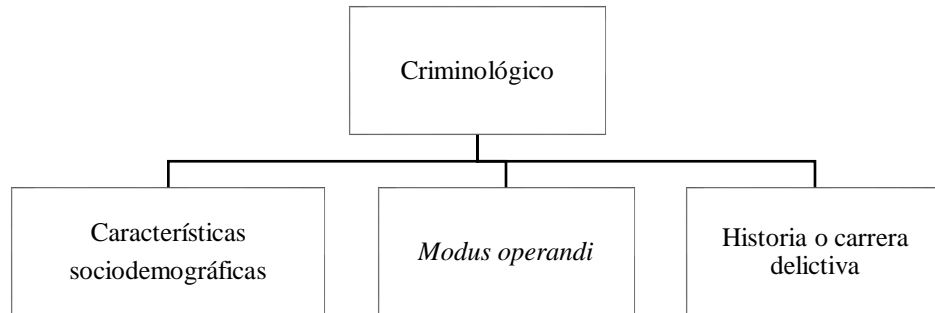 Criminológico
Características
sociodemográficas
Modus operandi
Historia o carrera
delictiva